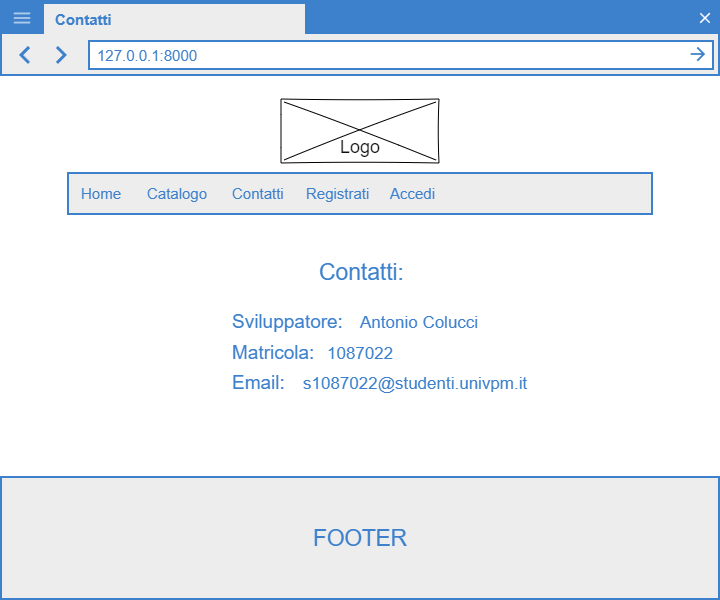 Contatti
127.0.0.1:8000
Logo
Home Catalogo Contatti Registrati Accedi
Contatti:
Sviluppatore: Antonio Colucci
Matricola: 1087022
Email: s1087022@studenti.univpm.it
FOOTER